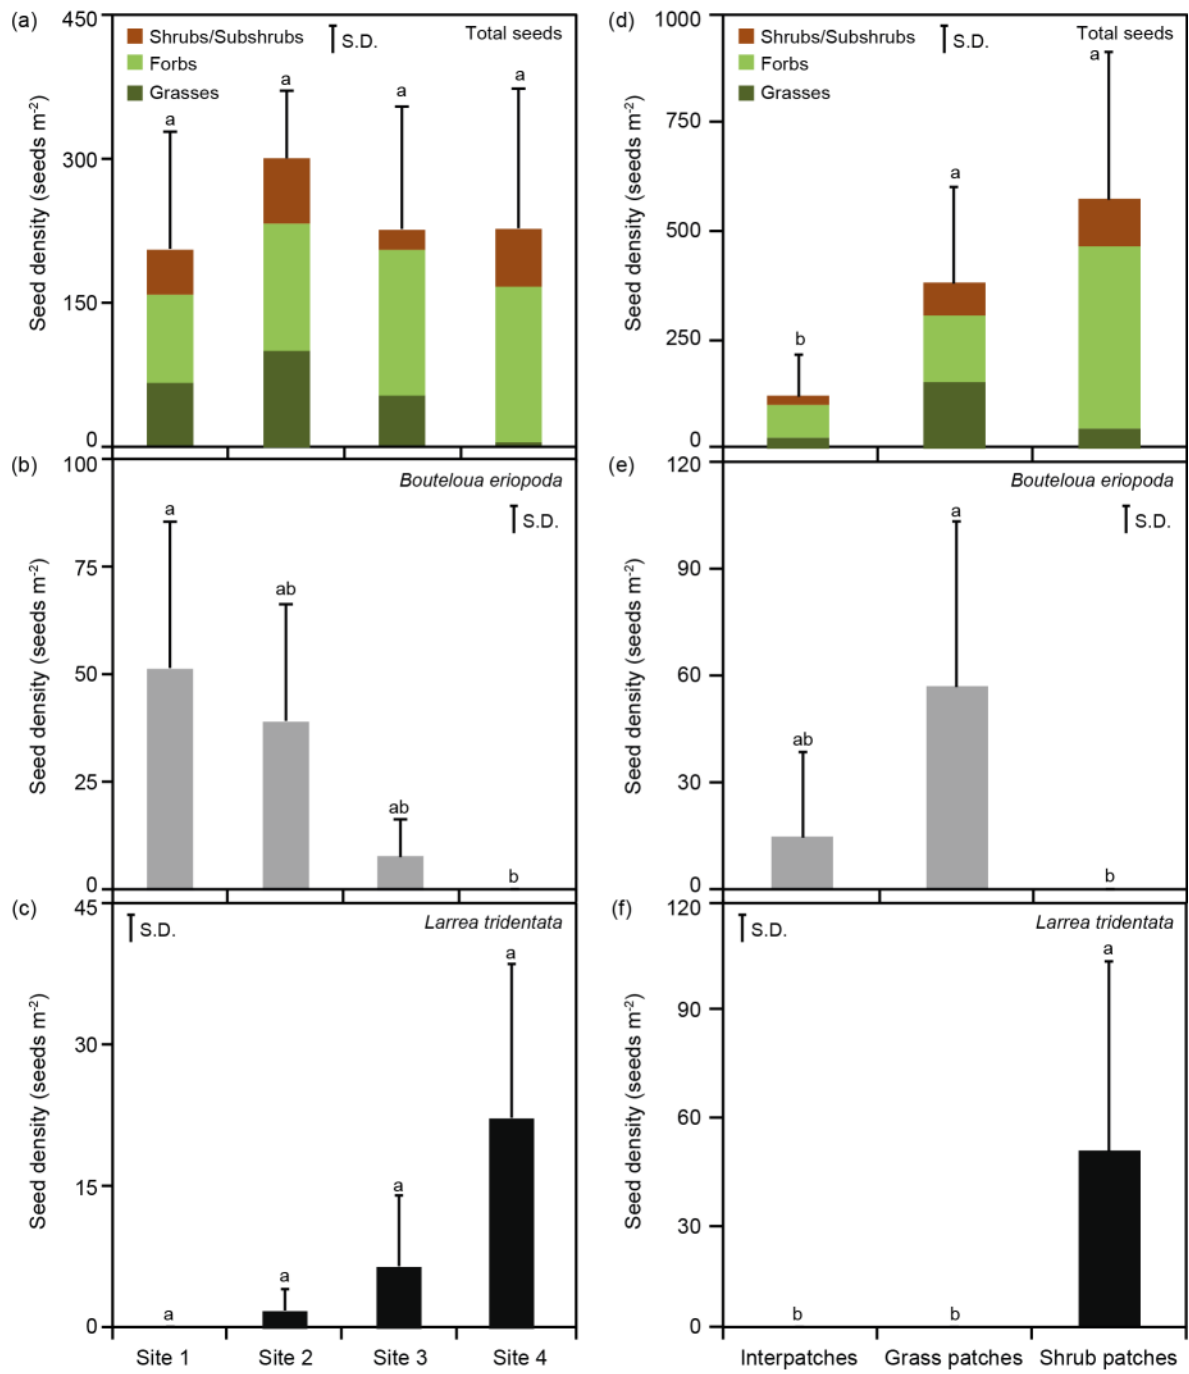 (a)
450
300
150
0
Seed density (seeds m-2)
Shrubs/Subshrubs
Forbs
Grasses
S.D.
Total seeds
a
a
a
a
(b)
100
75
50
25
0
Seed density (seeds m-2)
Bouteloua eriopoda
S.D.
a
ab
ab
b
(c)
45
30
15
0
Seed density (seeds m-2)
S.D.
Larrea tridentata
a
a
a
a
Site 1
Site 2
Site 3
Site 4
(d)
1000
750
500
250
0
Seed density (seeds m-2)
Shrubs/Subshrubs
Forbs
Grasses
S.D.
Total seeds
b
a
a
(e)
120
90
60
30
0
Seed density (seeds m-2)
Bouteloua eriopoda
S.D.
ab
a
b
(f)
120
90
60
30
0
Seed density (seeds m-2)
S.D.
Larrea tridentata
b
b
a
Interpatches
Grass patches
Shrub patches